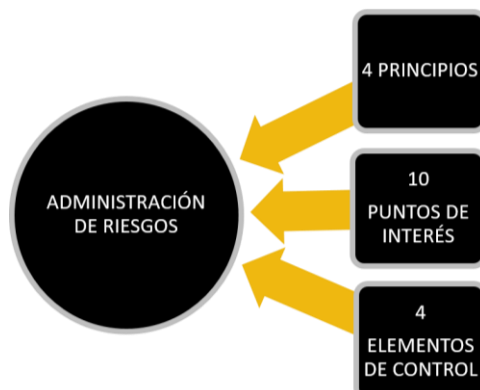 ADMINISTRACIÓN
DE RIESGOS
4 PRINCIPIOS
10
PUNTOS DE
INTERÉS
4
ELEMENTOS
DE CONTROL